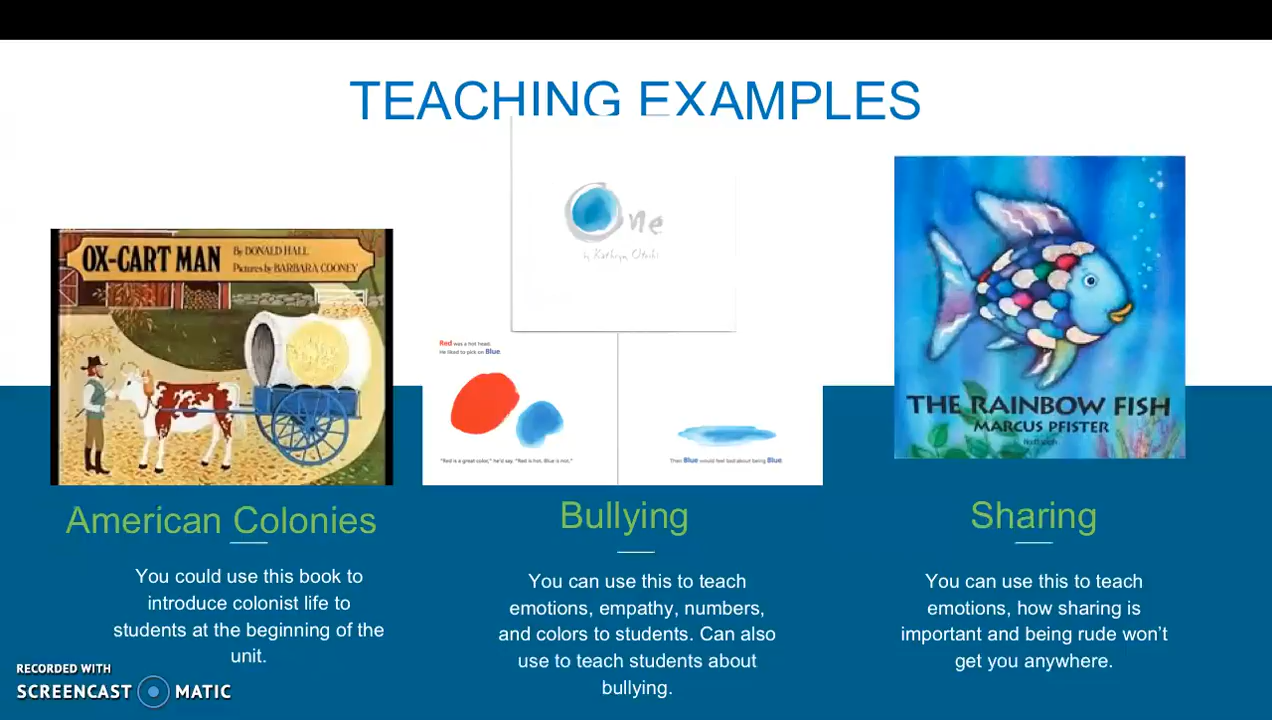 TEACHING EXAMPLES
One
by Kathryn Otoshi
OX-CART MAN
By DONALD HALL
Pictures by BARBARA COONEY
Red was a hot head.
He liked to pick on Blue.
"Red is a great color," he'd say. "Red is hot. Blue is not."
Then Blue would feel bad about being Blue
THE RAINBOW FISH
MARCUS PFISTER
American Colonies
You could use this book to
introduce colonist life to
students at the beginning of the
unit.
Bullying
You can use this to teach
emotions, empathy, numbers,
and colors to students. Can also
use to teach students about
bullying.
Sharing
You can use this to teach
emotions, how sharing is
important and being rude won't
get you anywhere.
RECORDED WITH
SCREENCAST MATIC